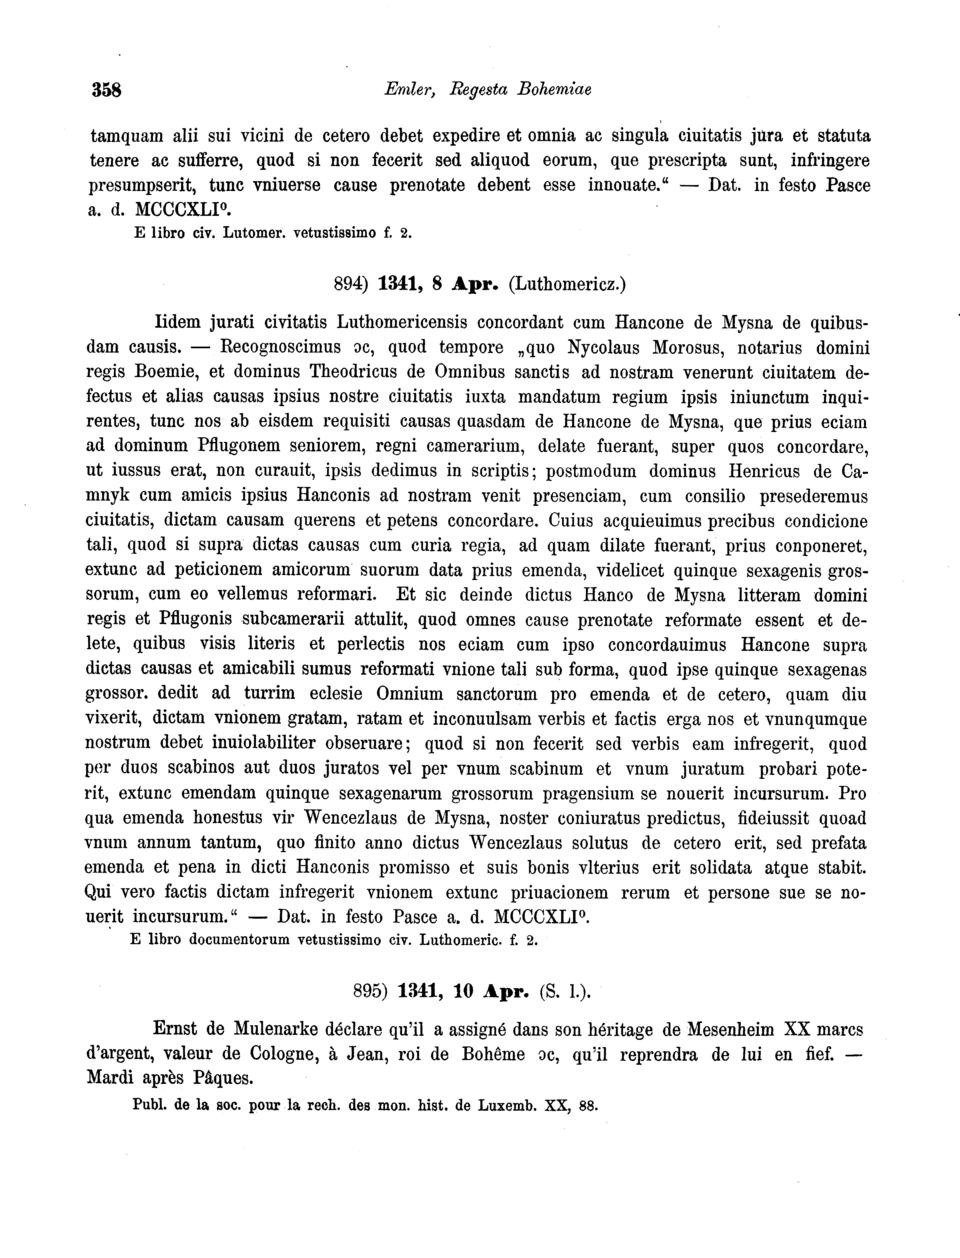 358 Emler, Regesta Bohemiae
tamquam alii sui vicini de cetero debet expedire et omnia ac singula ciuitatis jura et statuta
tenere ac sufferre, quod si non fecerit sed aliquod eorum, que prescripta sunt, infringere
presumpserit, tunc vniuerse cause prenotate debent esse innouate.“ — Dat. in festo Pasce
a. d. MCCCXLI⁰.
E libro civ. Lutomer. vetustissimo f. 2.
894) 1341, 8 Apr. (Luthomericz.)
Iidem jurati civitatis Luthomericensis concordant cum Hancone de Mysna de quibus-
dam causis. — Recognoscimus ɔc, quod tempore „quo Nycolaus Morosus, notarius domini
regis Boemie, et dominus Theodricus de Omnibus sanctis ad nostram venerunt ciuitatem de-
fectus et alias causas ipsius nostre ciuitatis iuxta mandatum regium ipsis iniunctum inqui-
rentes, tunc nos ab eisdem requisiti causas quasdam de Hancone de Mysna, que prius eciam
ad dominum Pflugonem seniorem, regni camerarium, delate fuerant, super quos concordare,
ut iussus erat, non curauit, ipsis dedimus in scriptis; postmodum dominus Henricus de Ca-
mnyk cum amicis ipsius Hanconis ad nostram venit presenciam, cum consilio presederemus
ciuitatis, dictam causam querens et petens concordare. Cuius acquieuimus precibus condicione
tali, quod si supra dictas causas cum curia regia, ad quam dilate fuerant, prius conponeret,
extunc ad peticionem amicorum suorum data prius emenda, videlicet quinque sexagenis gros-
sorum, cum eo vellemus reformari. Et sic deinde dictus Hanco de Mysna litteram domini
regis et Pflugonis subcamerarii attulit, quod omnes cause prenotate reformate essent et de-
lete, quibus visis literis et perlectis nos eciam cum ipso concordauimus Hancone supra
dictas causas et amicabili sumus reformati vnione tali sub forma, quod ipse quinque sexagenas
grossor. dedit ad turrim eclesie Omnium sanctorum pro emenda et de cetero, quam diu
vixerit, dictam vnionem gratam, ratam et inconuulsam verbis et factis erga nos et vnunqumque
nostrum debet inuiolabiliter obseruare; quod si non fecerit sed verbis eam infregerit, quod
per duos scabinos aut duos juratos vel per vnum scabinum et vnum juratum probari pote-
rit, extunc emendam quinque sexagenarum grossorum pragensium se nouerit incursurum. Pro
qua emenda honestus vir Wencezlaus de Mysna, noster coniuratus predictus, fideiussit quoad
vnum annum tantum, quo finito anno dictus Wencezlaus solutus de cetero erit, sed prefata
emenda et pena in dicti Hanconis promisso et suis bonis vlterius erit solidata atque stabit.
Qui vero factis dictam infregerit vnionem extunc priuacionem rerum et persone sue se no-
uerit incursurum.“ — Dat. in festo Pasce a. d. MCCCXLI⁰.
E libro documentorum vetustissimo civ. Luthomeric. f. 2.
895) 1341, 10 Apr. (S. l.).
Ernst de Mulenarke déclare qu'il a assigné dans son héritage de Mesenheim XX marcs
d'argent, valeur de Cologne, à Jean, roi de Bohême ɔc, qu'il reprendra de lui en fief. —
Mardi après Pâques.
Publ. de la soc. pour la rech. des mon. hist. de Luxemb. XX, 88.